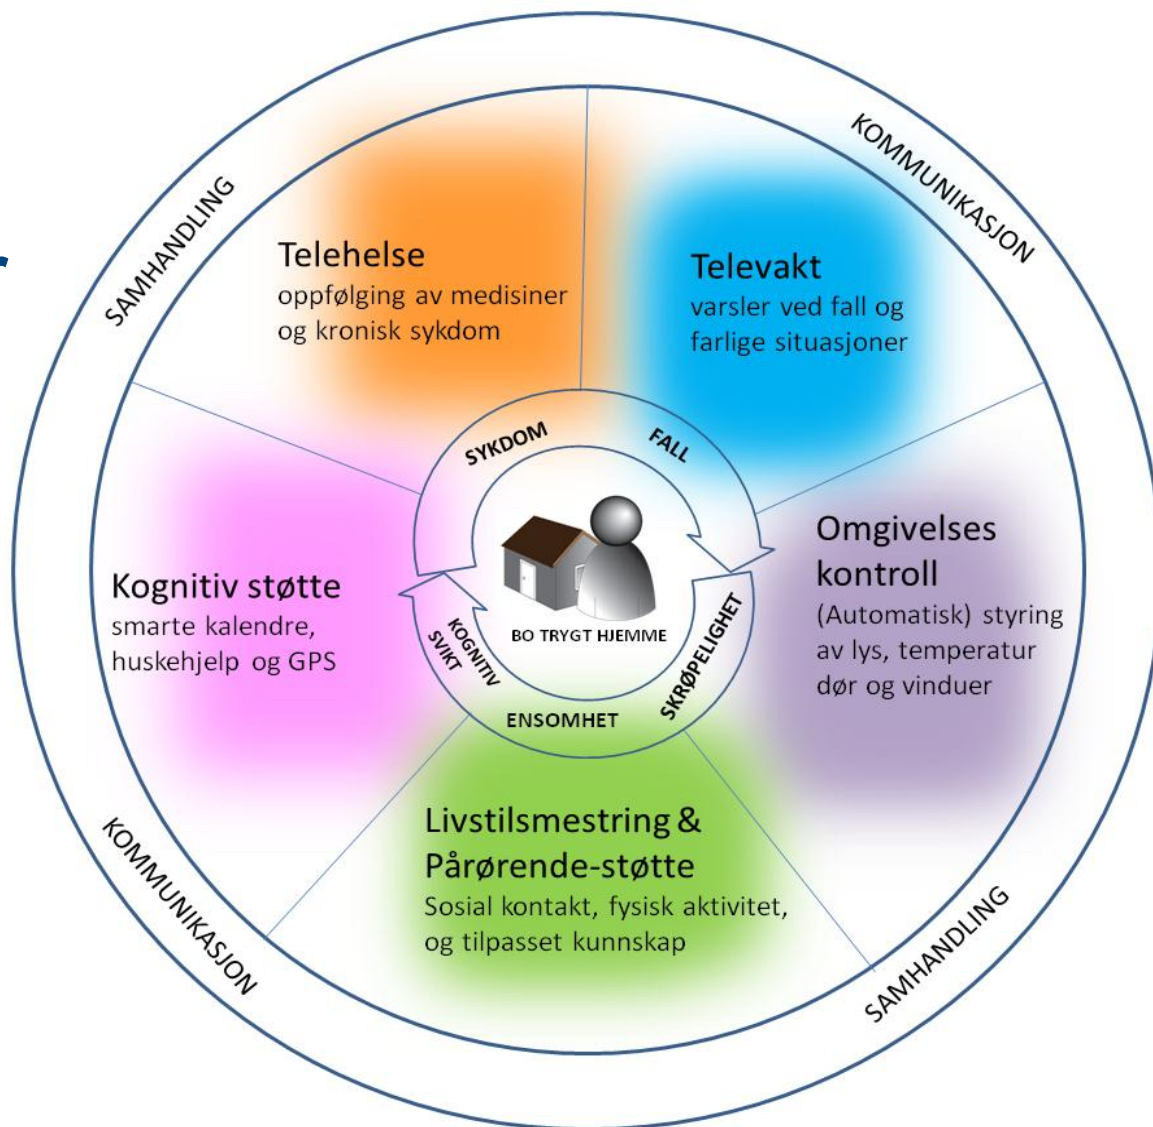 SAMHANDLING
KOMMUNIKASJON
Telehelse
oppfølging av medisiner
og kronisk sykdom
Televakt
varsler ved fall og
farlige situasjoner
SYKDOM
FALL
Kognitiv støtte
smarte kalendre,
huskehjelp og GPS
BO TRYGT HJEMME
Omgivelses
kontroll
(Automatisk) styring
av lys, temperatur
dør og vinduer
KOGNITIV
SVIKT
ENSOMHET
SKRØPELIGHET
Livstilsmestring &
Pårørende-støtte
Sosial kontakt, fysisk aktivitet,
og tilpasset kunnskap
KOMMUNIKASJON
SAMHANDLING